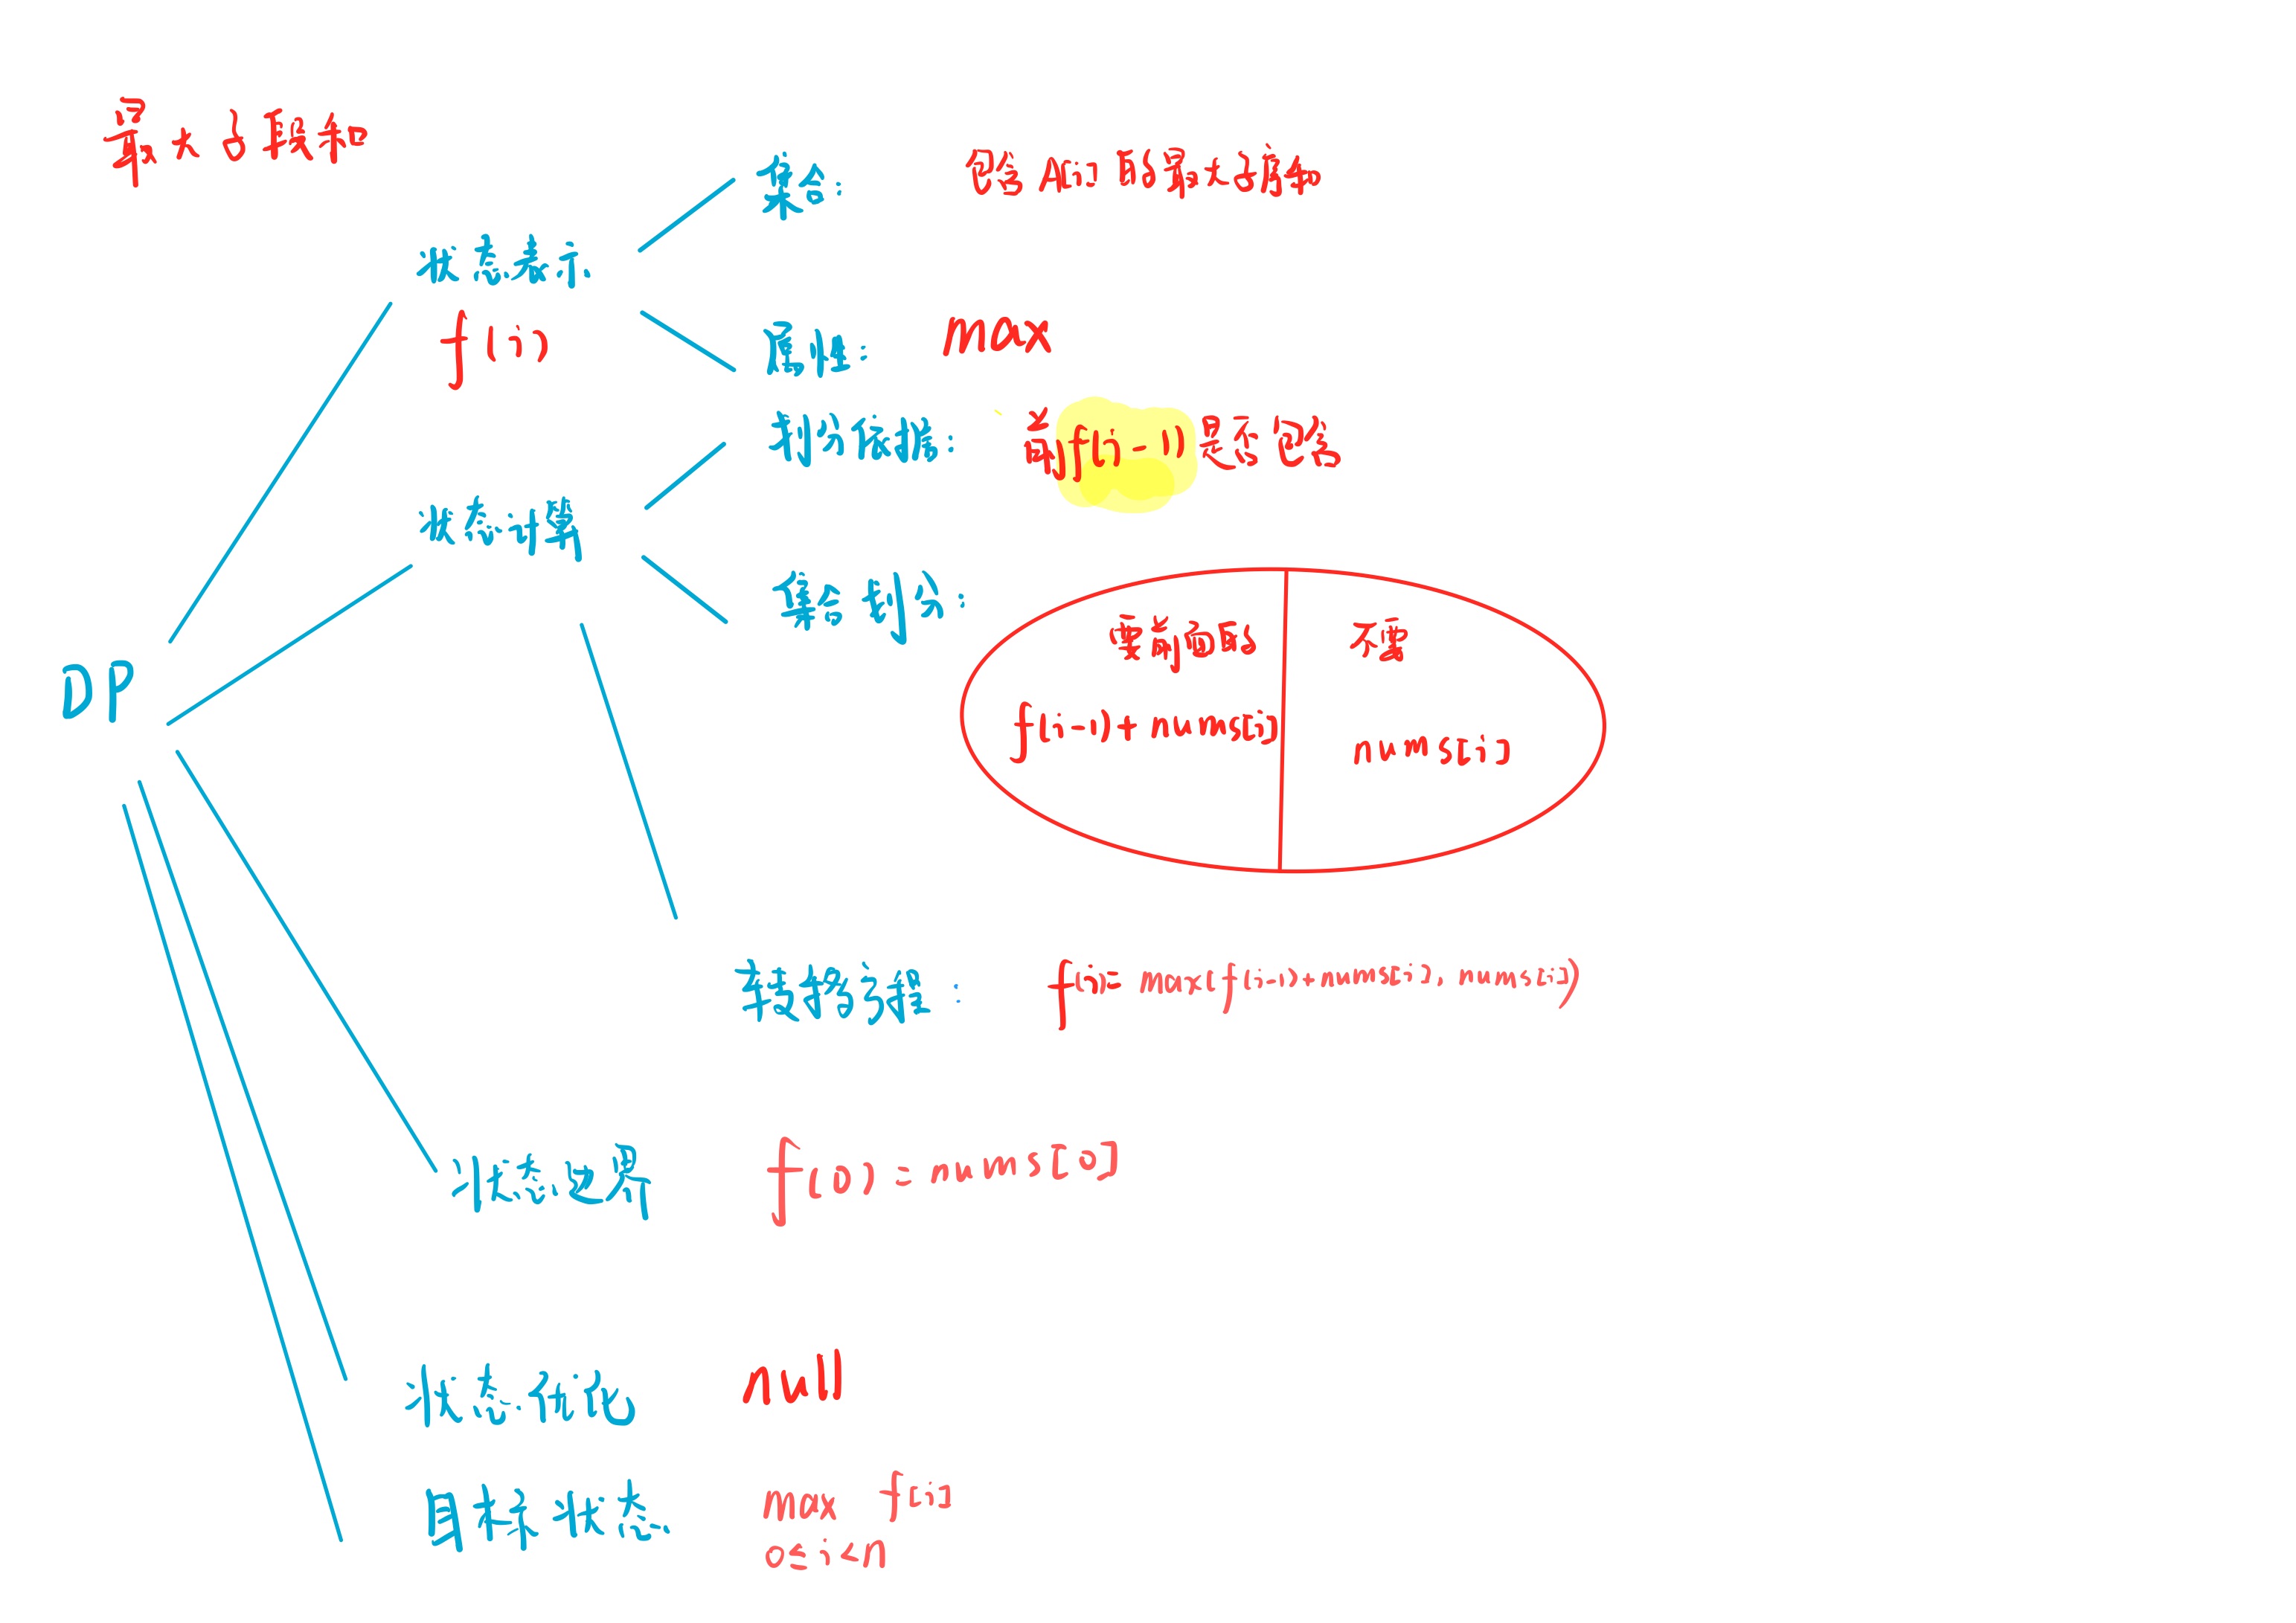 最大子段和
集合: 包含A[i]的最大子序和
状态表示
f(i)
属性: max
划分依据: 前f(i-1)是否包含
状态计算
集合划分:
要前面的 不要
f(i-1)+nums[i] nums[i]
DP
转移方程: f(i)=max(f(i-1)+nums[i], nums[i])
状态边界 f(0)=nums[0]
状态优化 null
目标状态 max f[i]
0≤i<n